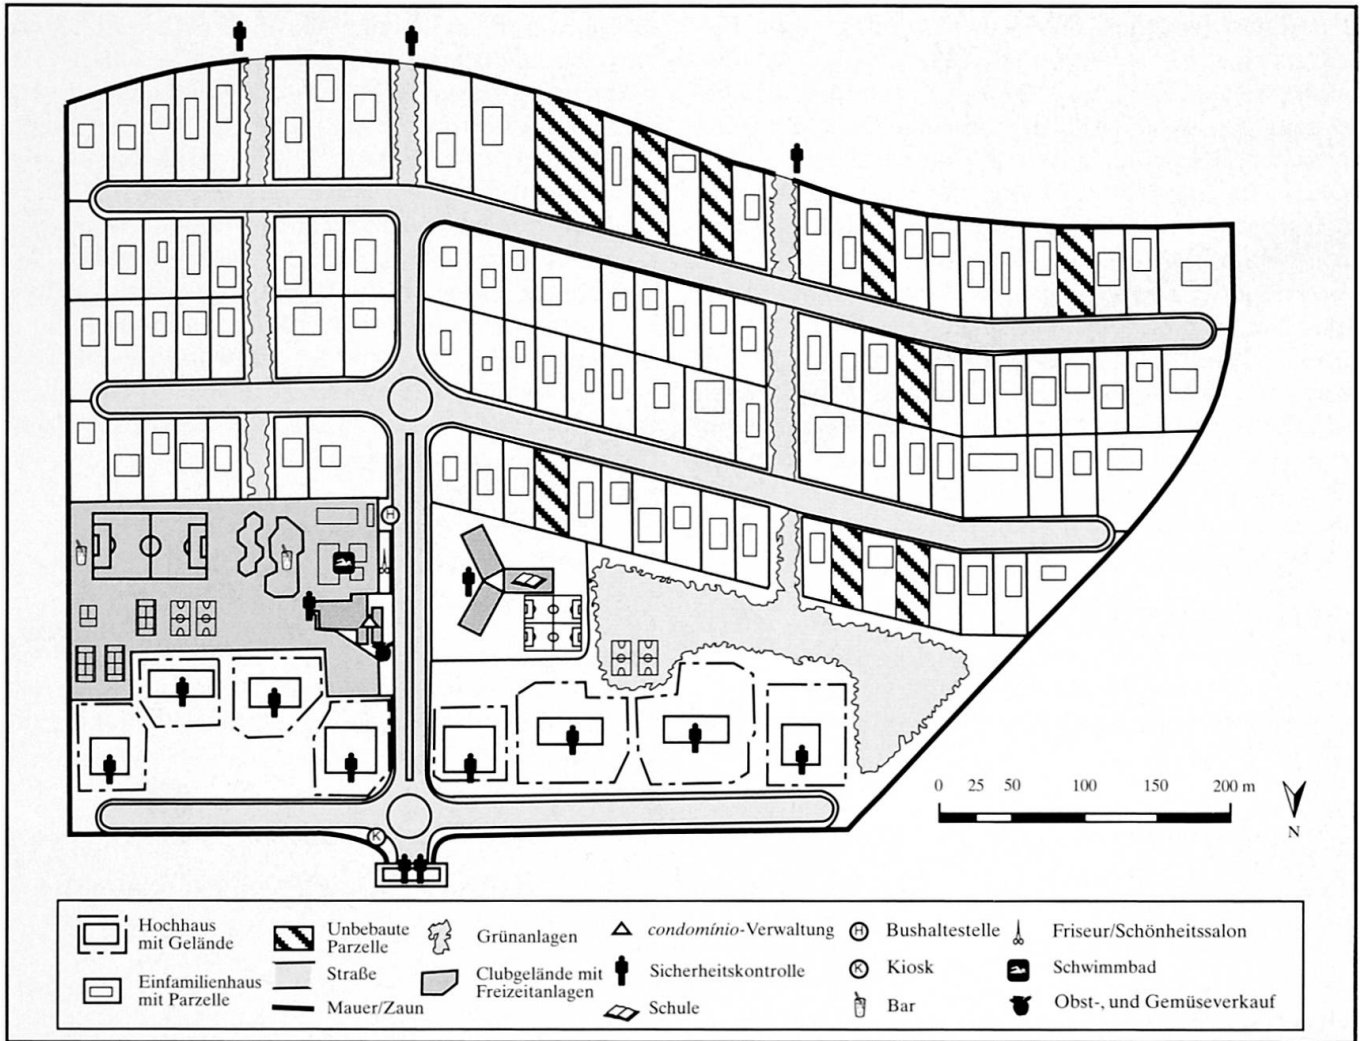 H
K
0 25 50 100 150 200 m
N
Hochhaus
mit Gelände
Einfamilienhaus
mit Parzelle
Unbebaute
Parzelle
Straße
Mauer/Zaun
Grünanlagen
Clubgelände mit
Freizeitanlagen
condomínio-Verwaltung
Sicherheitskontrolle
Schule
H Bushaltestelle
K Kiosk
Bar
Friseur/Schönheitssalon
Schwimmbad
Obst-, und Gemüseverkauf